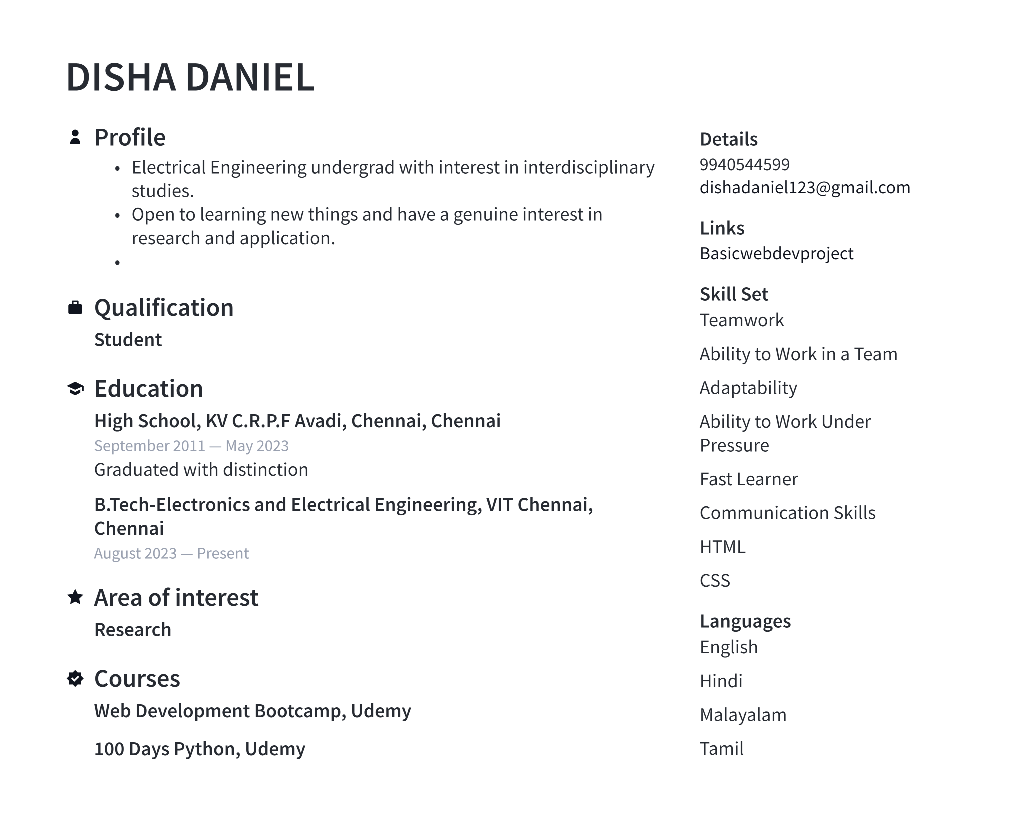 DISHA DANIEL
Profile
• Electrical Engineering undergrad with interest in interdisciplinary
studies.
• Open to learning new things and have a genuine interest in
research and application.
•
Qualification
Student
Education
High School, KV C.R.P.F Avadi, Chennai, Chennai
September 2011 — May 2023
Graduated with distinction
B.Tech-Electronics and Electrical Engineering, VIT Chennai,
Chennai
August 2023 — Present
Area of interest
Research
Courses
Web Development Bootcamp, Udemy
100 Days Python, Udemy
Details
9940544599
dishadaniel123@gmail.com
Links
Basicwebdevproject
Skill Set
Teamwork
Ability to Work in a Team
Adaptability
Ability to Work Under
Pressure
Fast Learner
Communication Skills
HTML
CSS
Languages
English
Hindi
Malayalam
Tamil